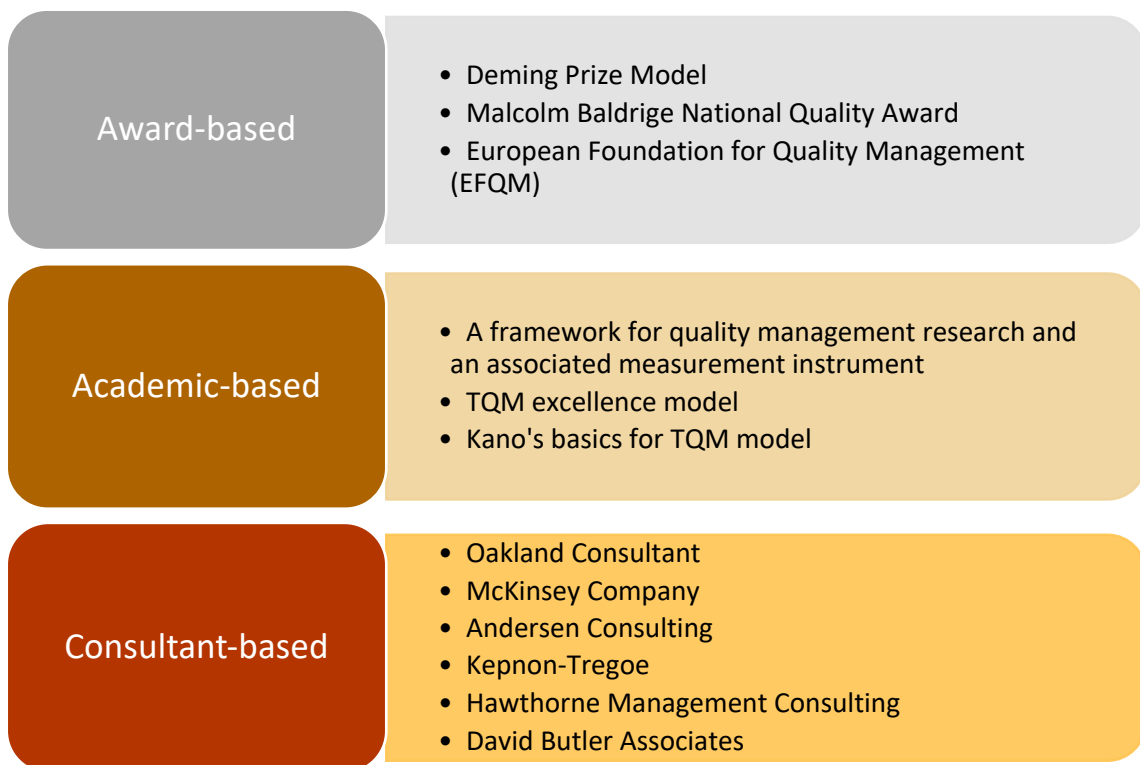 Award-based
• Deming Prize Model
• Malcolm Baldrige National Quality Award
• European Foundation for Quality Management
(EFQM)
Academic-based
• A framework for quality management research and
an associated measurement instrument
• TQM excellence model
• Kano's basics for TQM model
Consultant-based
• Oakland Consultant
• McKinsey Company
• Andersen Consulting
• Kepnon-Tregoe
• Hawthorne Management Consulting
• David Butler Associates